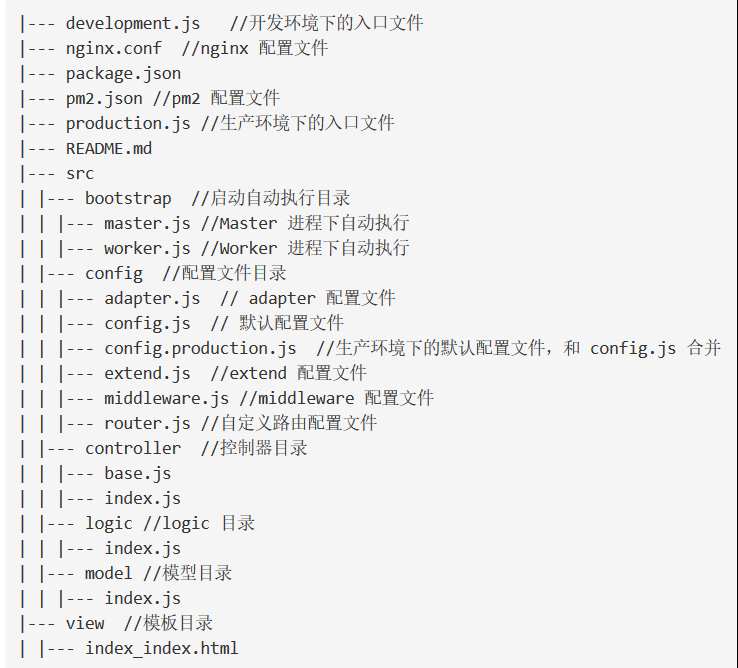 |--- development.js   //开发环境下的入口文件
|--- nginx.conf  //nginx 配置文件
|--- package.json
|--- pm2.json //pm2 配置文件
|--- production.js //生产环境下的入口文件
|--- README.md
|--- src
| |--- bootstrap  //启动自动执行目录
| | |--- master.js //Master 进程下自动执行
| | |--- worker.js //Worker 进程下自动执行
| |--- config  //配置文件目录
| | |--- adapter.js  // adapter 配置文件
| | |--- config.js  // 默认配置文件
| | |--- config.production.js  //生产环境下的默认配置文件，和 config.js 合并
| | |--- extend.js  //extend 配置文件
| | |--- middleware.js //middleware 配置文件
| | |--- router.js //自定义路由配置文件
| |--- controller  //控制器目录
| | |--- base.js
| | |--- index.js
| |--- logic //logic 目录
| | |--- index.js
| |--- model //模型目录
| | |--- index.js
|--- view  //模板目录
| |--- index_index.html